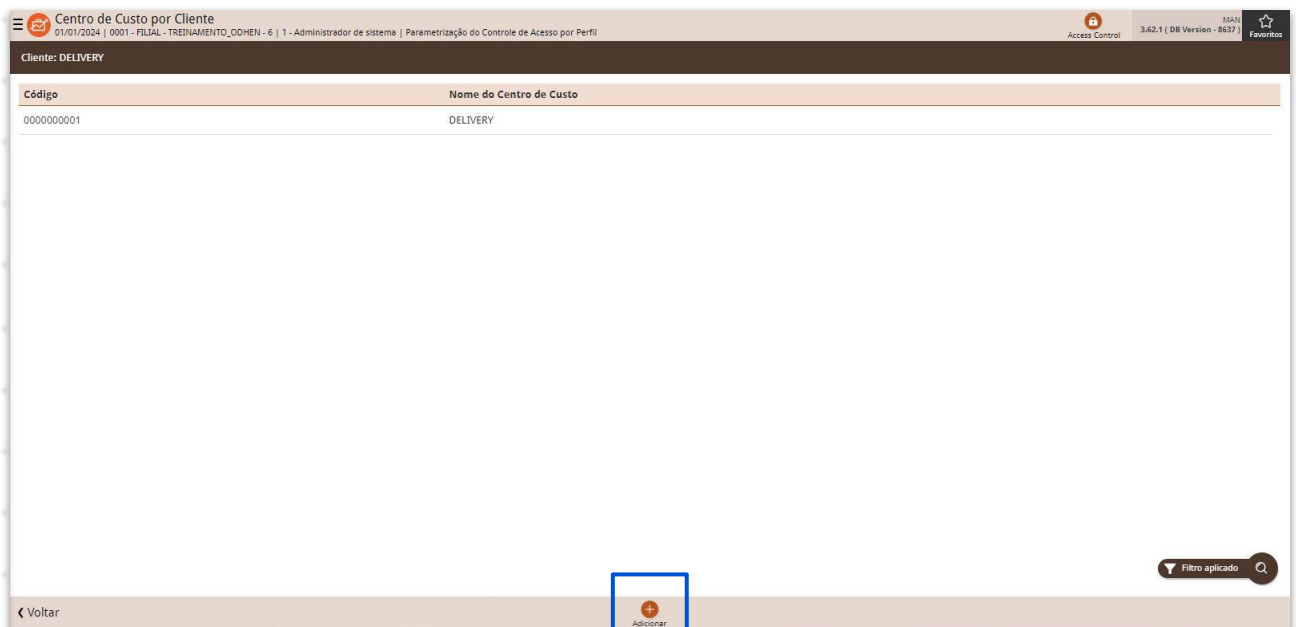 Centro de Custo por Cliente
01/01/2024 | 0001 - FILIAL - TREINAMENTO_ODHEN - 6 | 1 - Administrador de sistema | Parametrização do Controle de Acesso por Perfil
Access Control
MAN
3.62.1 ( DB Version - 8637 )
Favoritos
Cliente: DELIVERY
Código Nome do Centro de Custo
0000000001 DELIVERY
Filtro aplicado
Voltar
Adicionar